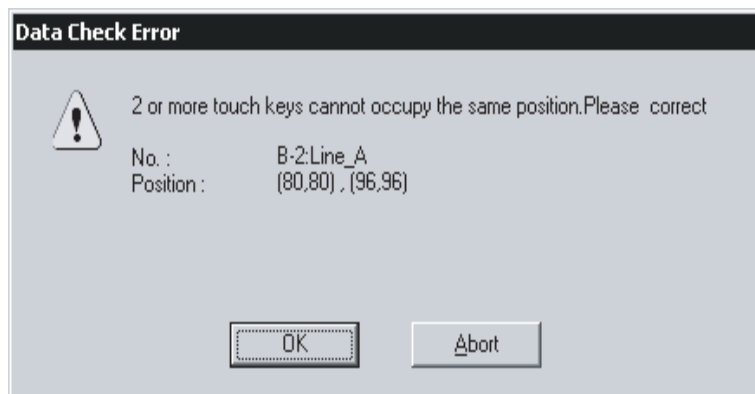 Data Check Error
2 or more touch keys cannot occupy the same position.Please correct
No. : B-2:Line_A
Position : (80,80) , (96,96)
OK Abort